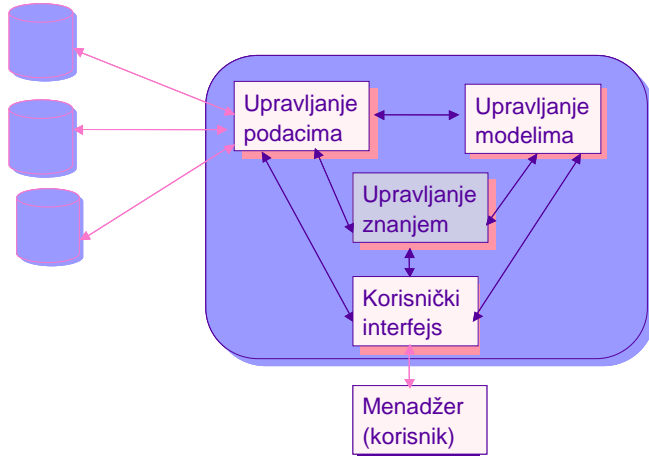 Upravljanje
podacima
Upravljanje
modelima
Upravljanje
znanjem
Korisnički
interfejs
Menadžer
(korisnik)